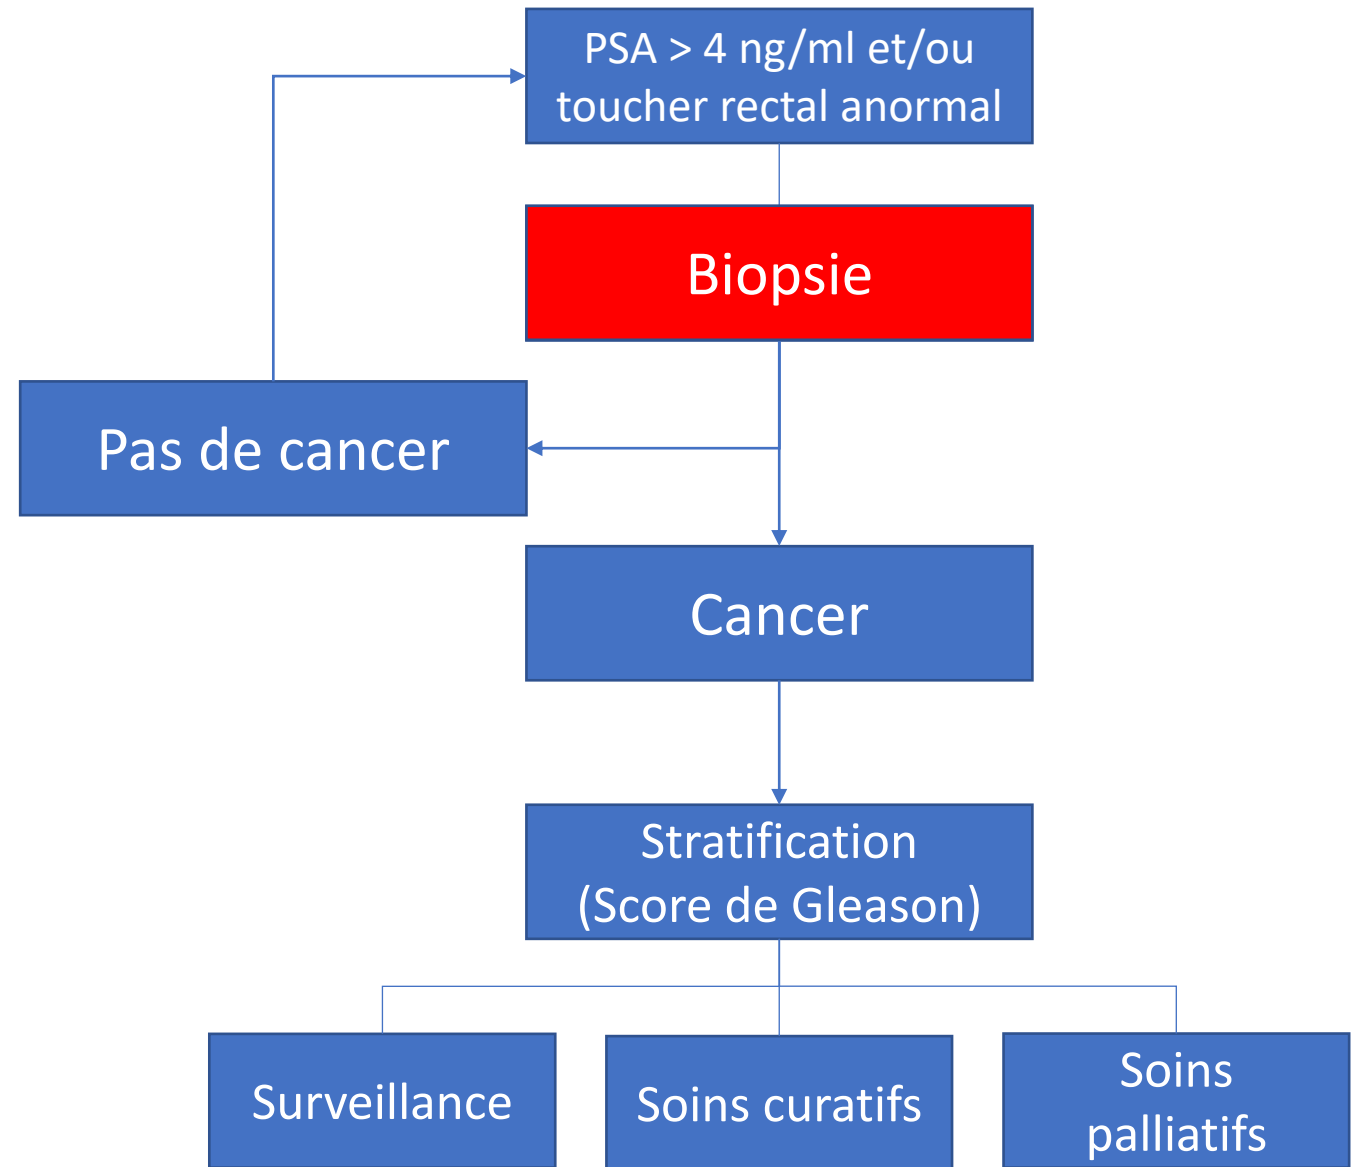 PSA > 4 ng/ml et/ou
toucher rectal anormal
Biopsie
Pas de cancer
Cancer
Stratification
(Score de Gleason)
Surveillance
Soins curatifs
Soins
palliatifs